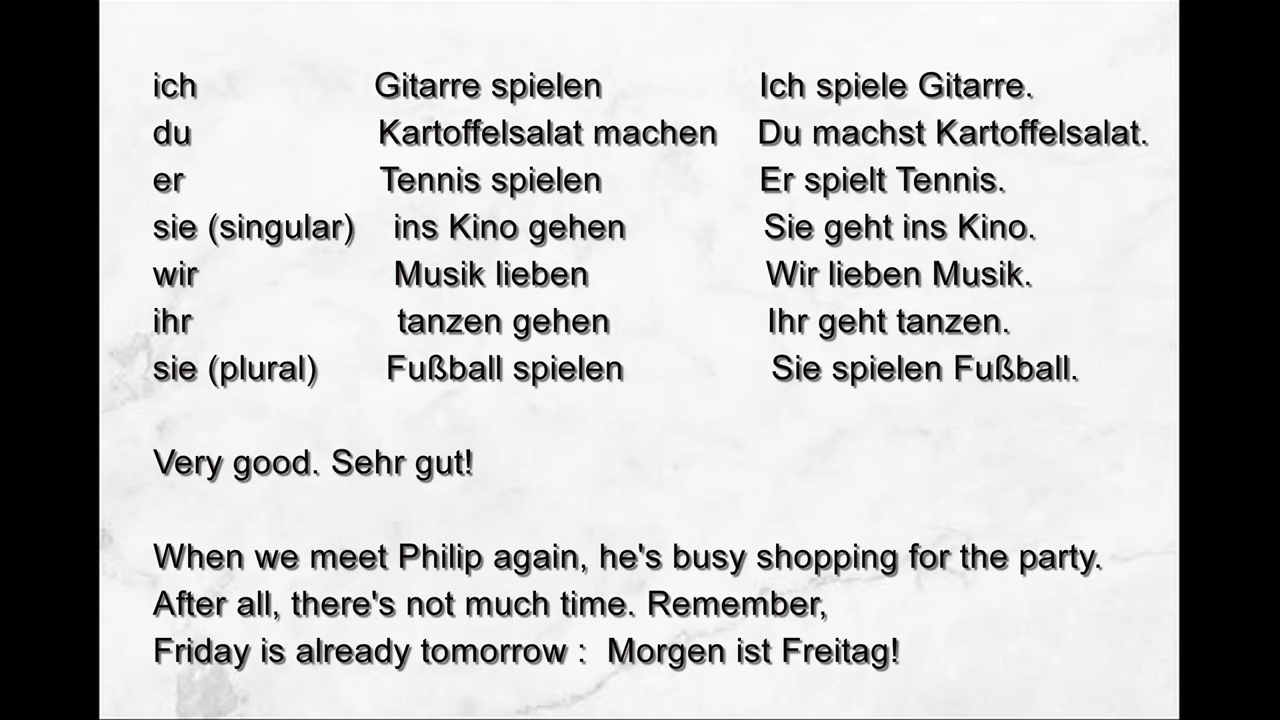 ich Gitarre spielen Ich spiele Gitarre.
du Kartoffelsalat machen Du machst Kartoffelsalat.
er Tennis spielen Er spielt Tennis.
sie (singular) ins Kino gehen Sie geht ins Kino.
wir Musik lieben Wir lieben Musik.
ihr tanzen gehen Ihr geht tanzen.
sie (plural) Fußball spielen Sie spielen Fußball.
Very good. Sehr gut!
When we meet Philip again, he's busy shopping for the party.
After all, there's not much time. Remember,
Friday is already tomorrow : Morgen ist Freitag!